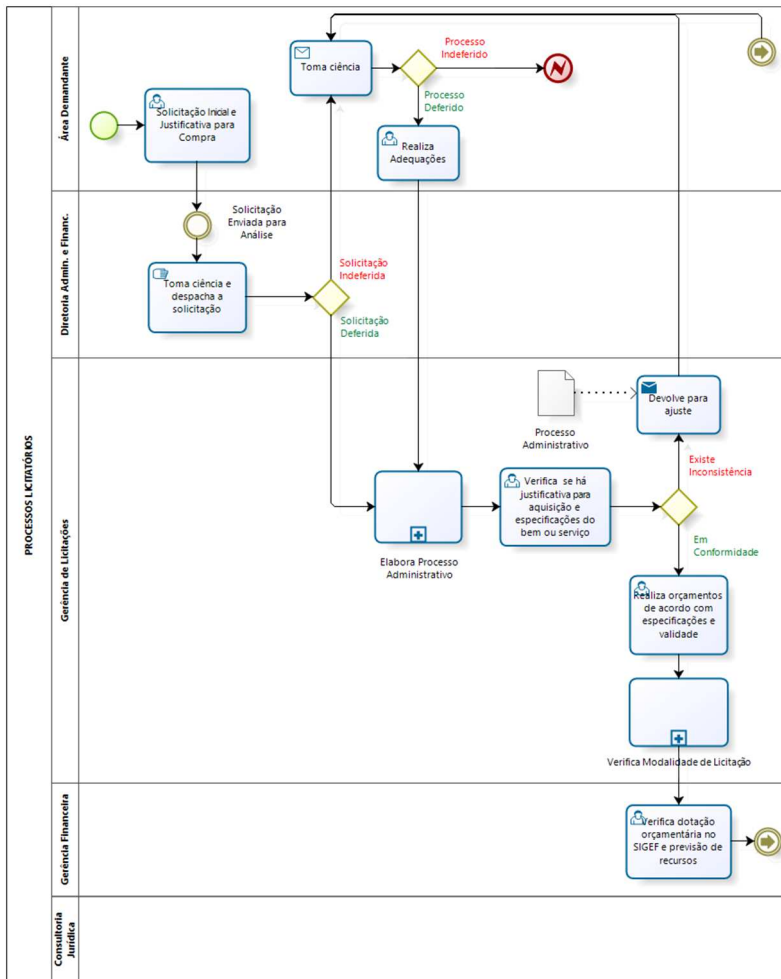 PROCESSOS LICITATÓRIOS
Área Demandante
Solicitação Inicial e
Justificativa para
Compra
Toma ciência
Processo
Indeferido
Processo
Deferido
Realiza
Adequações
Diretoria Admin. e Financ.
Solicitação
Enviada para
Análise
Toma ciência e
despacha a
solicitação
Solicitação
Indeferida
Solicitação
Deferida
Gerência de Licitações
Processo
Administrativo
Devolve para
ajuste
Existe
Inconsistência
Elabora Processo
Administrativo
Verifica se há
justificativa para
aquisição e
especificações do
bem ou serviço
Em
Conformidade
Realiza orçamentos
de acordo com
especificações e
validade
Verifica Modalidade de Licitação
Gerência Financeira
Verifica dotação
orçamentária no
SIGEF e previsão de
recursos
Consultoria
Jurídica